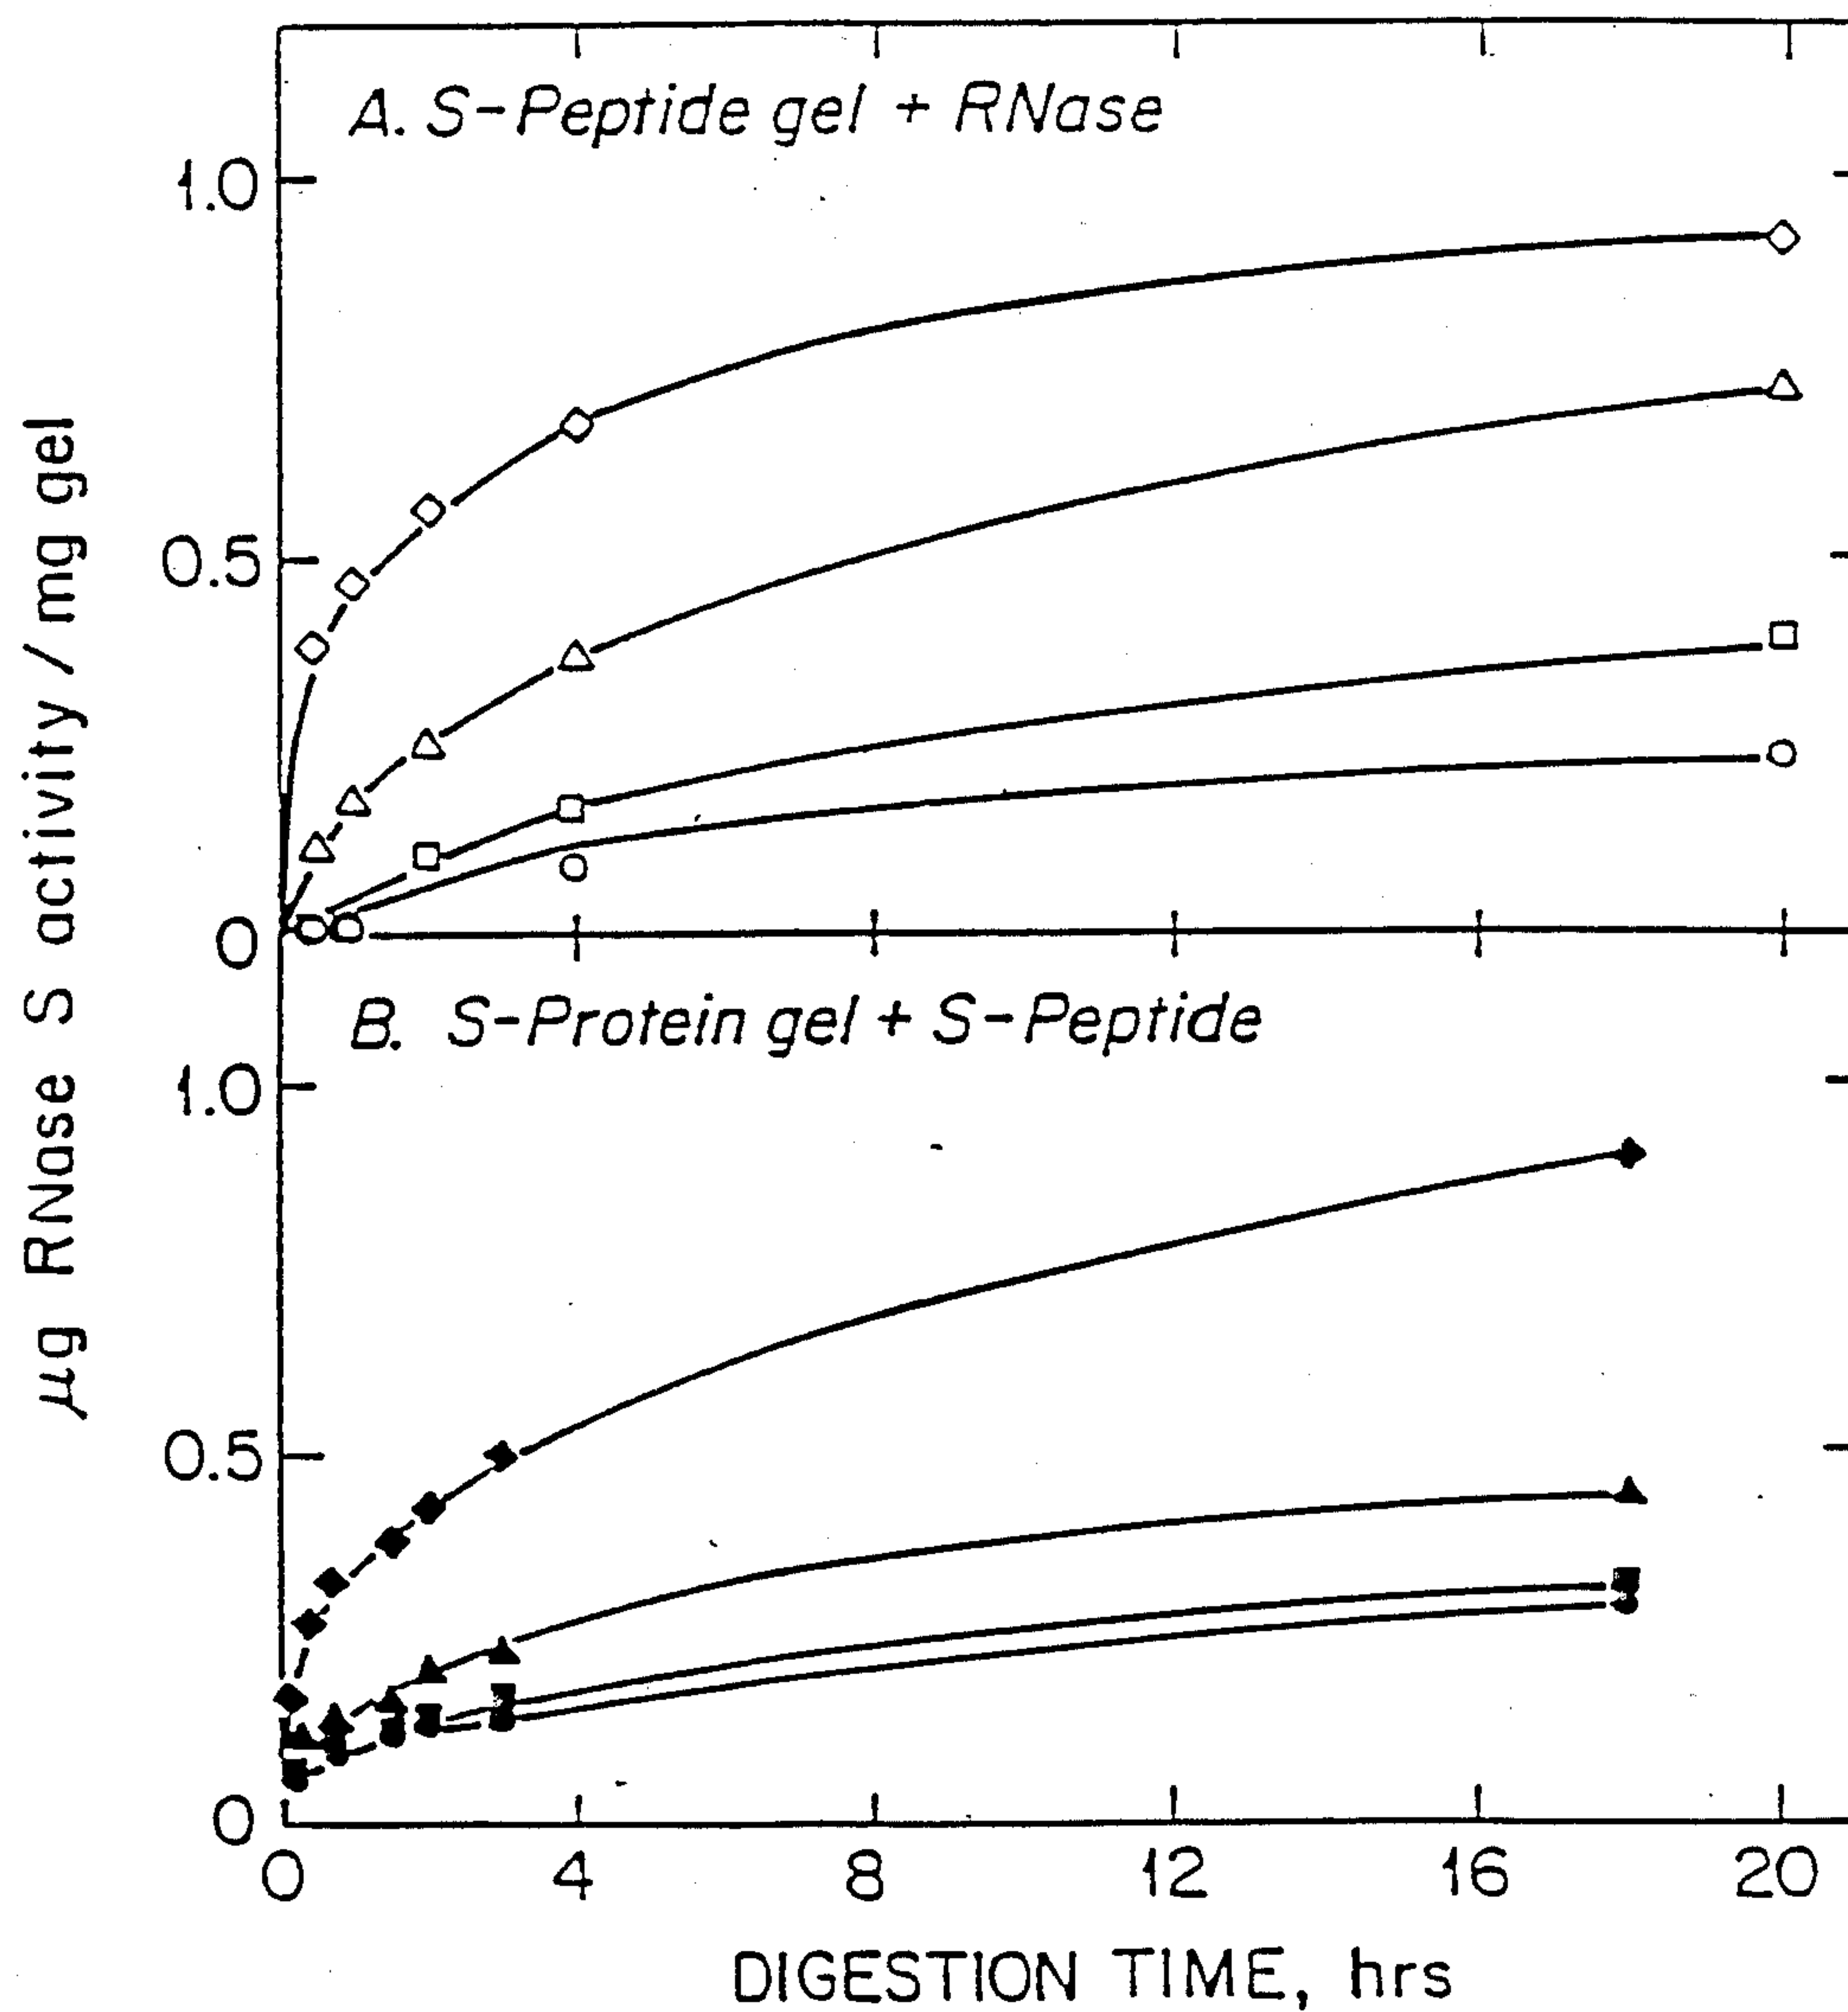 A. S-Peptide gel + RNase
1.0
0.5
0
B. S-Protein gel + S-Peptide
1.0
0.5
0
0 4 8 12 16 20
DIGESTION TIME, hrs
µg RNase S activity / mg gel